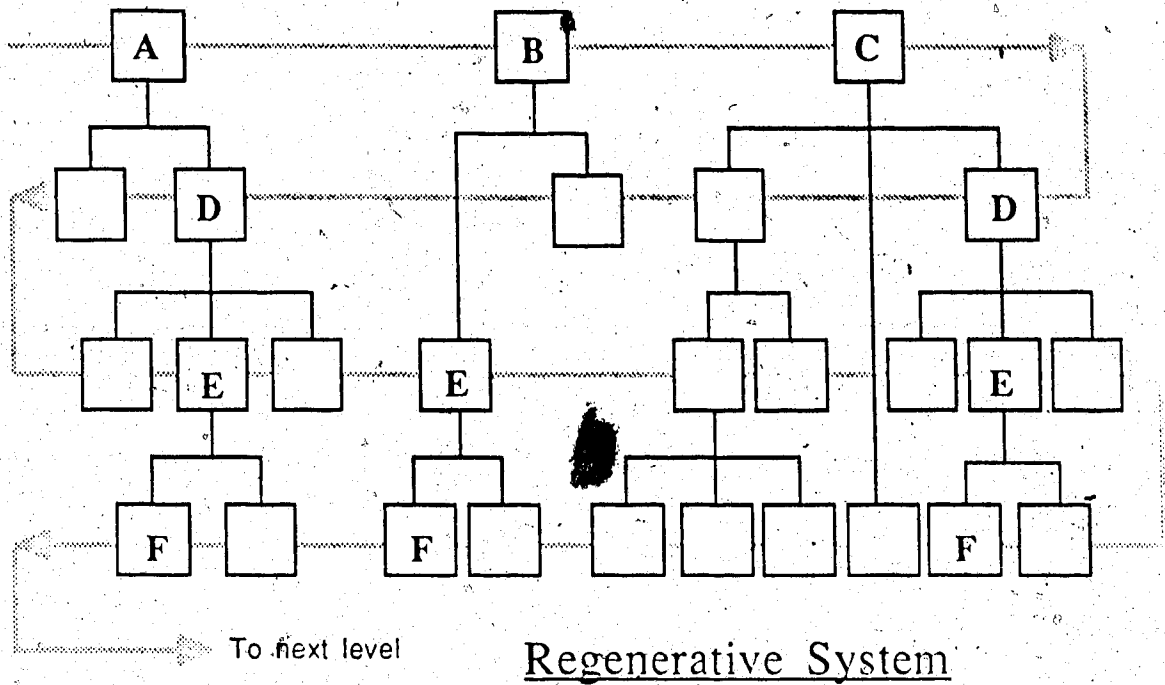 A B C
D D
E E E
F F F
To next level
Regenerative System